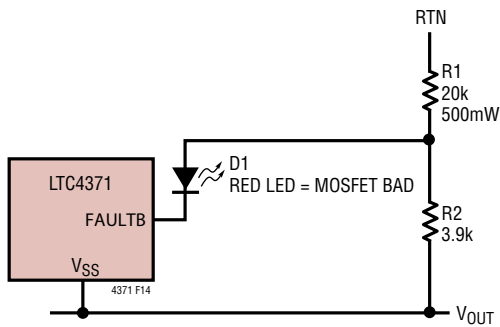 RTN
R1
20k
500mW
D1
RED LED = MOSFET BAD
LTC4371
FAULTB
R2
3.9k
VSS
4371 F14
VOUT